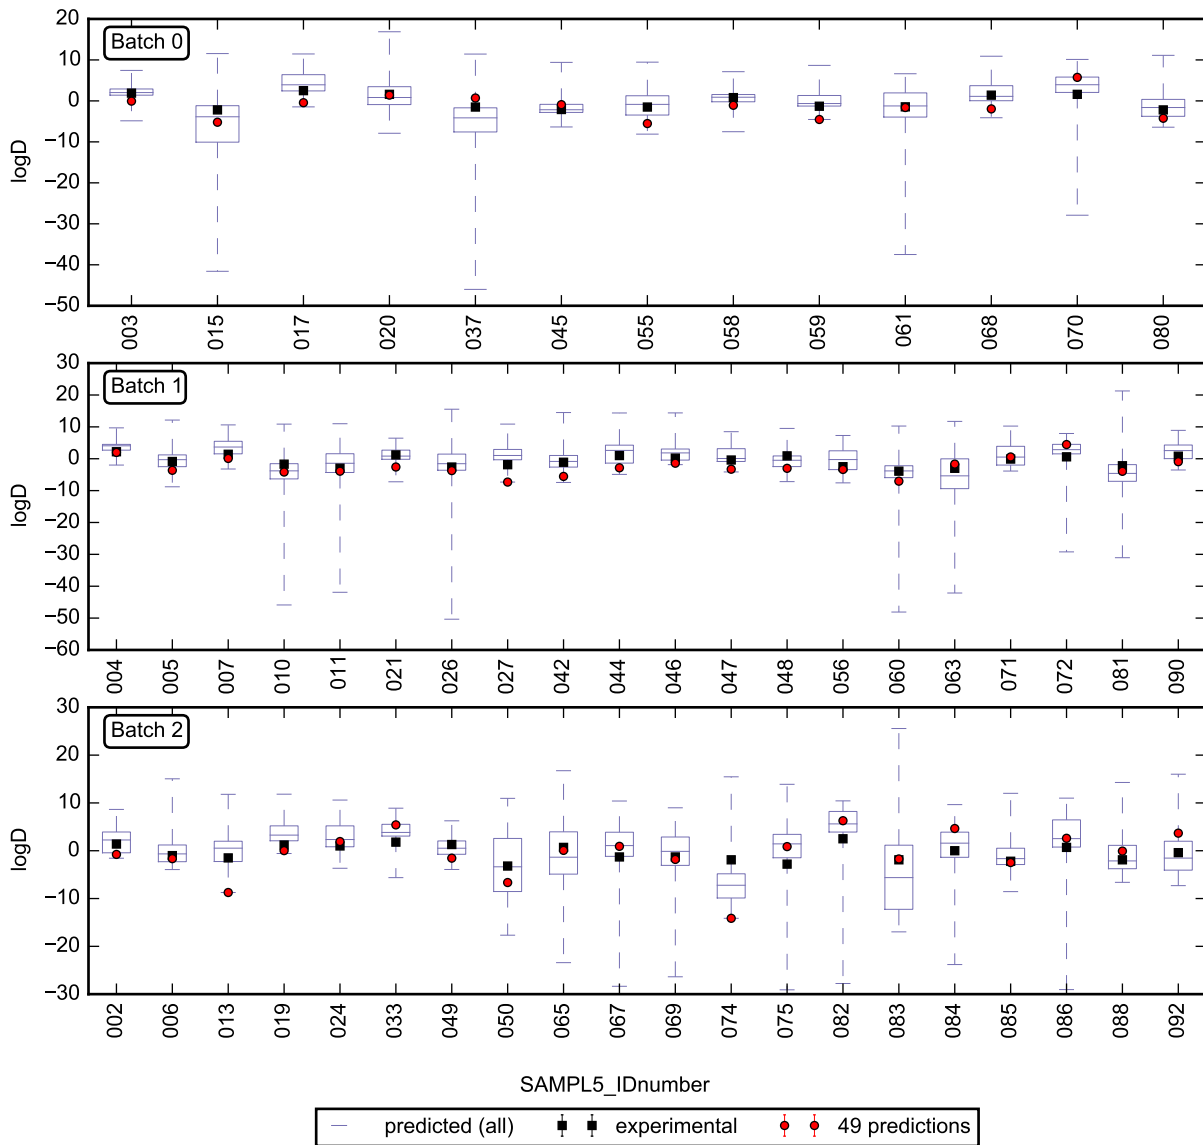 Batch 0
20
10
0
−10
−20
−30
−40
−50
logD
003 015 017 020 037 045 055 058 059 061 068 070 080
Batch 1
30
20
10
0
−10
−20
−30
−40
−50
−60
logD
004 005 007 010 011 021 026 027 042 044 046 047 048 056 060 063 071 072 081 090
Batch 2
30
20
10
0
−10
−20
−30
logD
002 006 013 019 024 033 049 050 065 067 069 074 075 082 083 084 085 086 088 092
SAMPL5_IDnumber
predicted (all) experimental 49 predictions